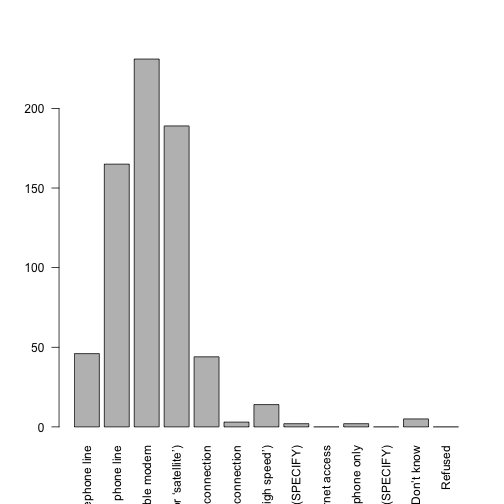 200
150
100
50
0
ephone line
phone line
ble modem
or 'satellite')
connection
connection
igh speed')
(SPECIFY)
net access
phone only
(SPECIFY)
Don't know
Refused